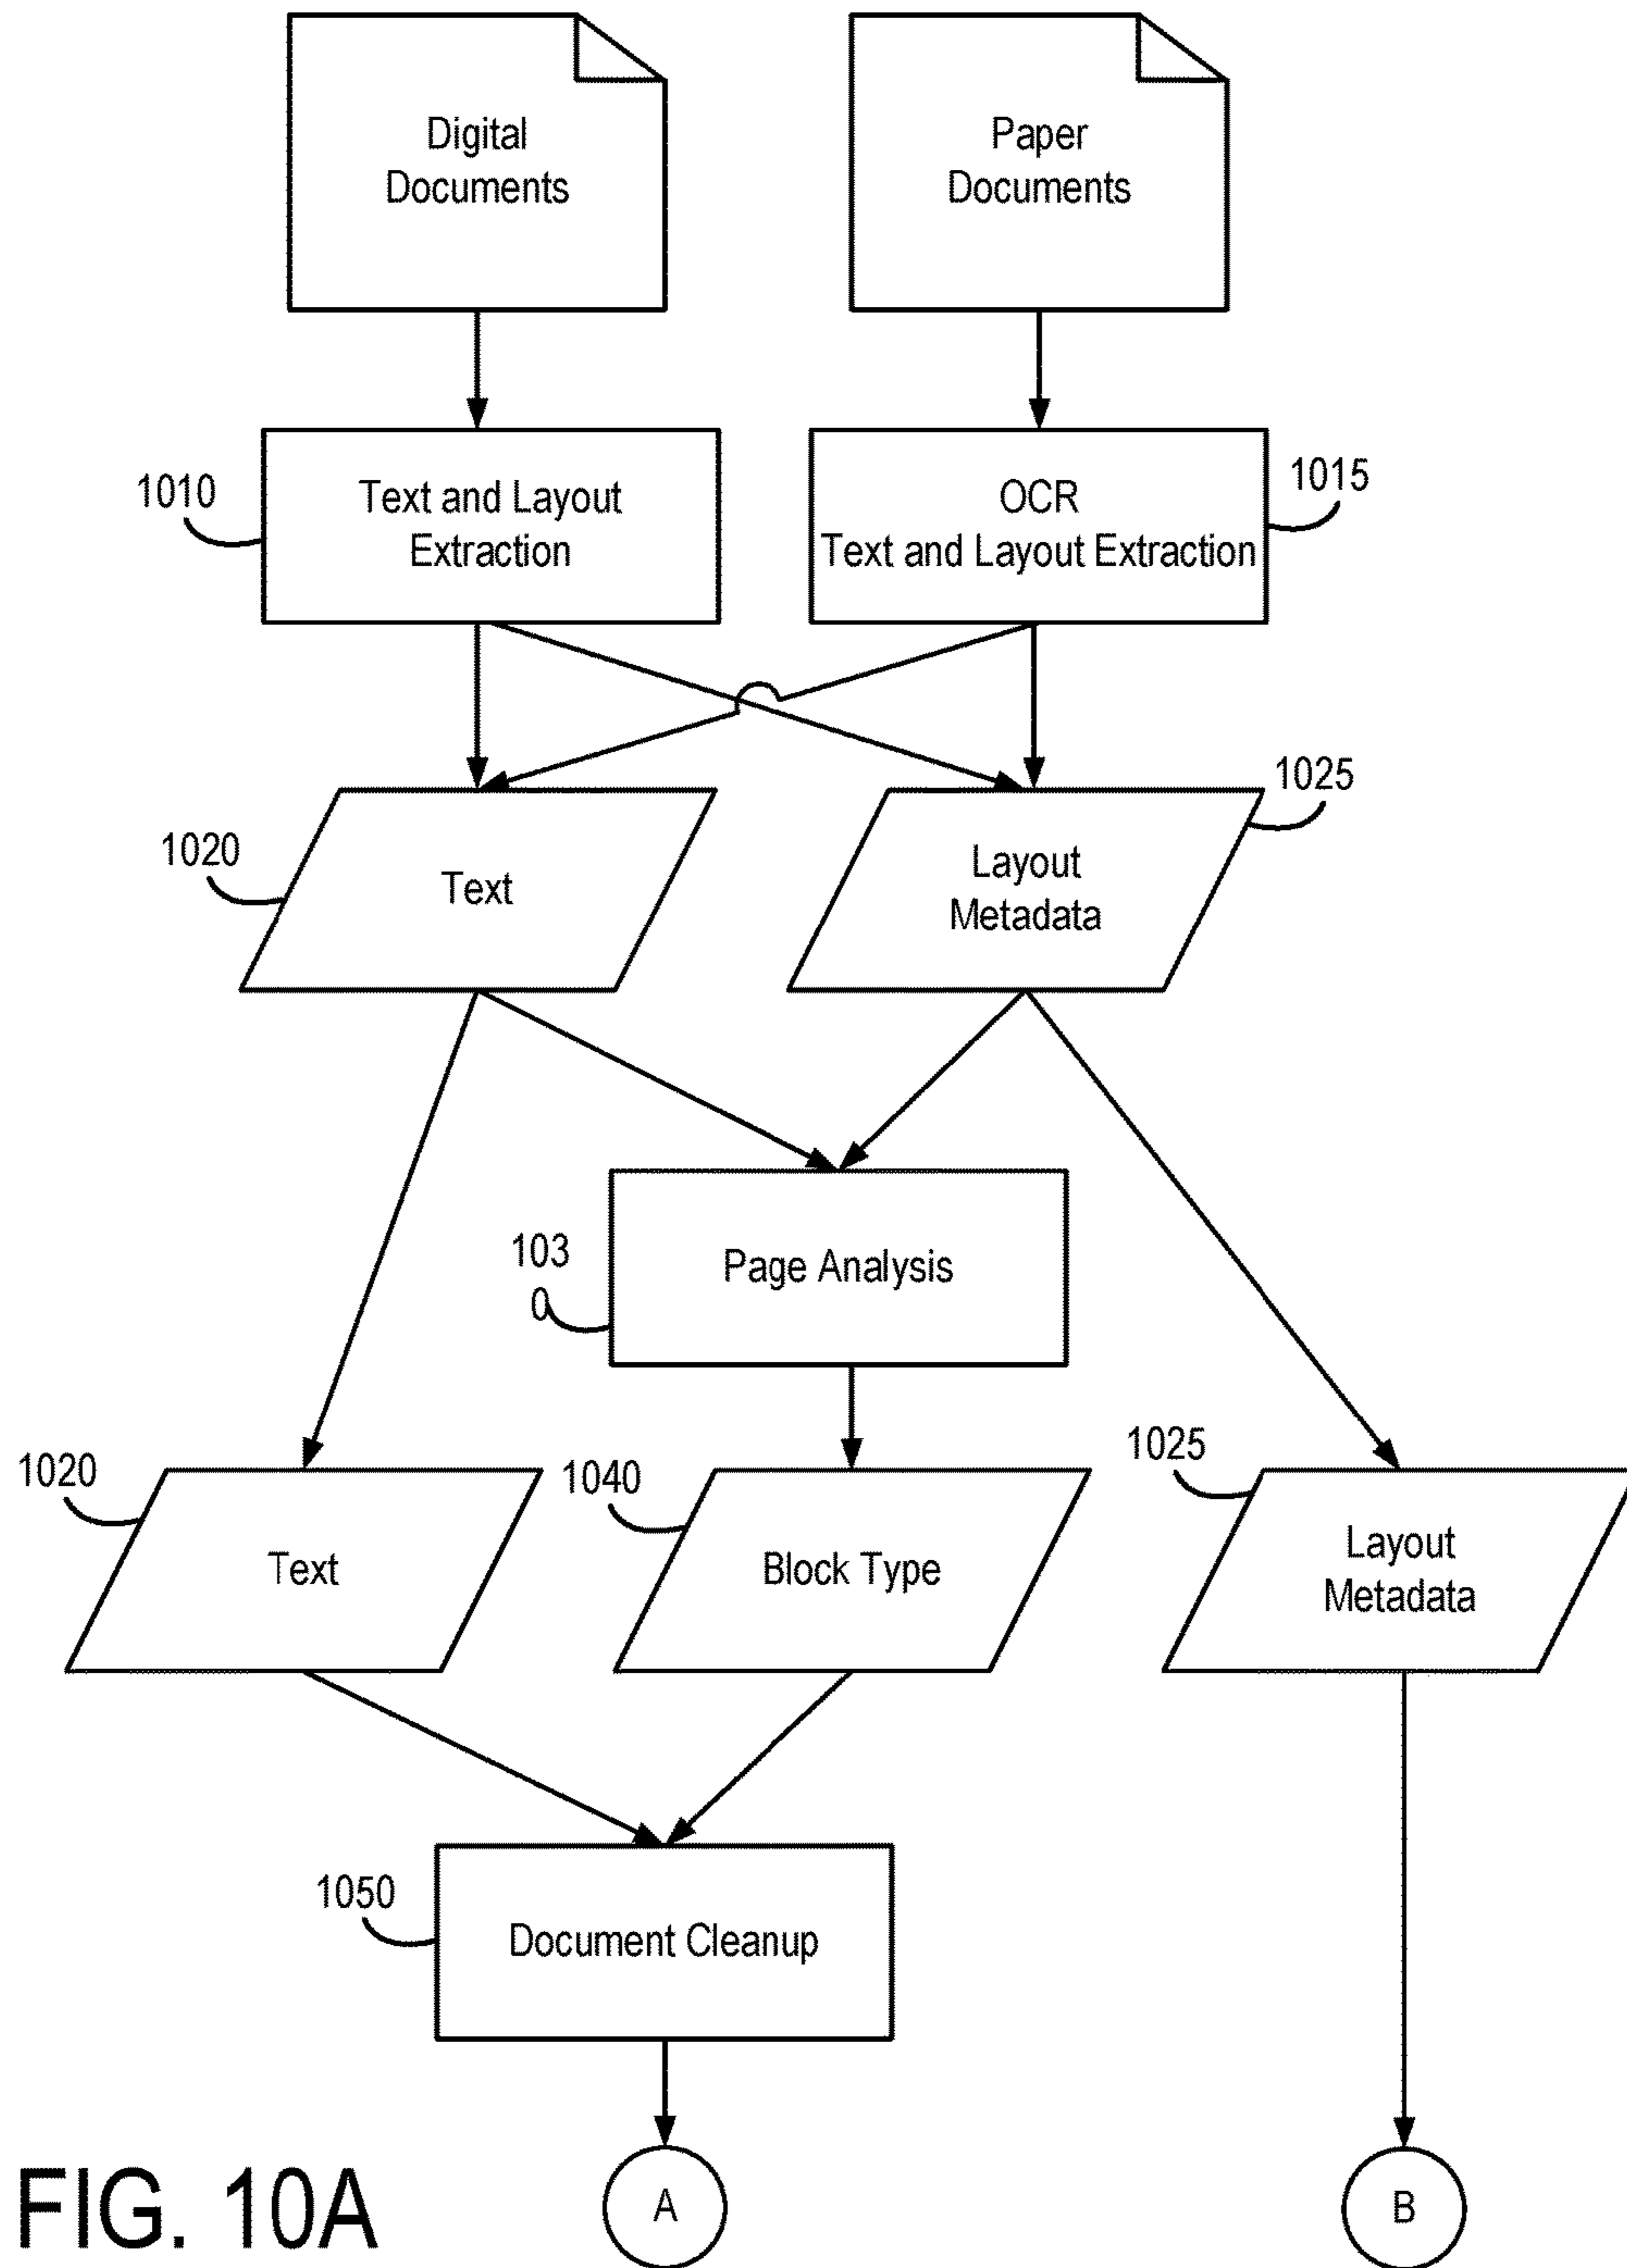 Digital
Documents
Paper
Documents
1010
Text and Layout
Extraction
OCR
Text and Layout Extraction
1015
1020
Text
Layout
Metadata
1025
103
0
Page Analysis
1020
Text
1040
Block Type
1025
Layout
Metadata
1050
Document Cleanup
FIG. 10A
A
B